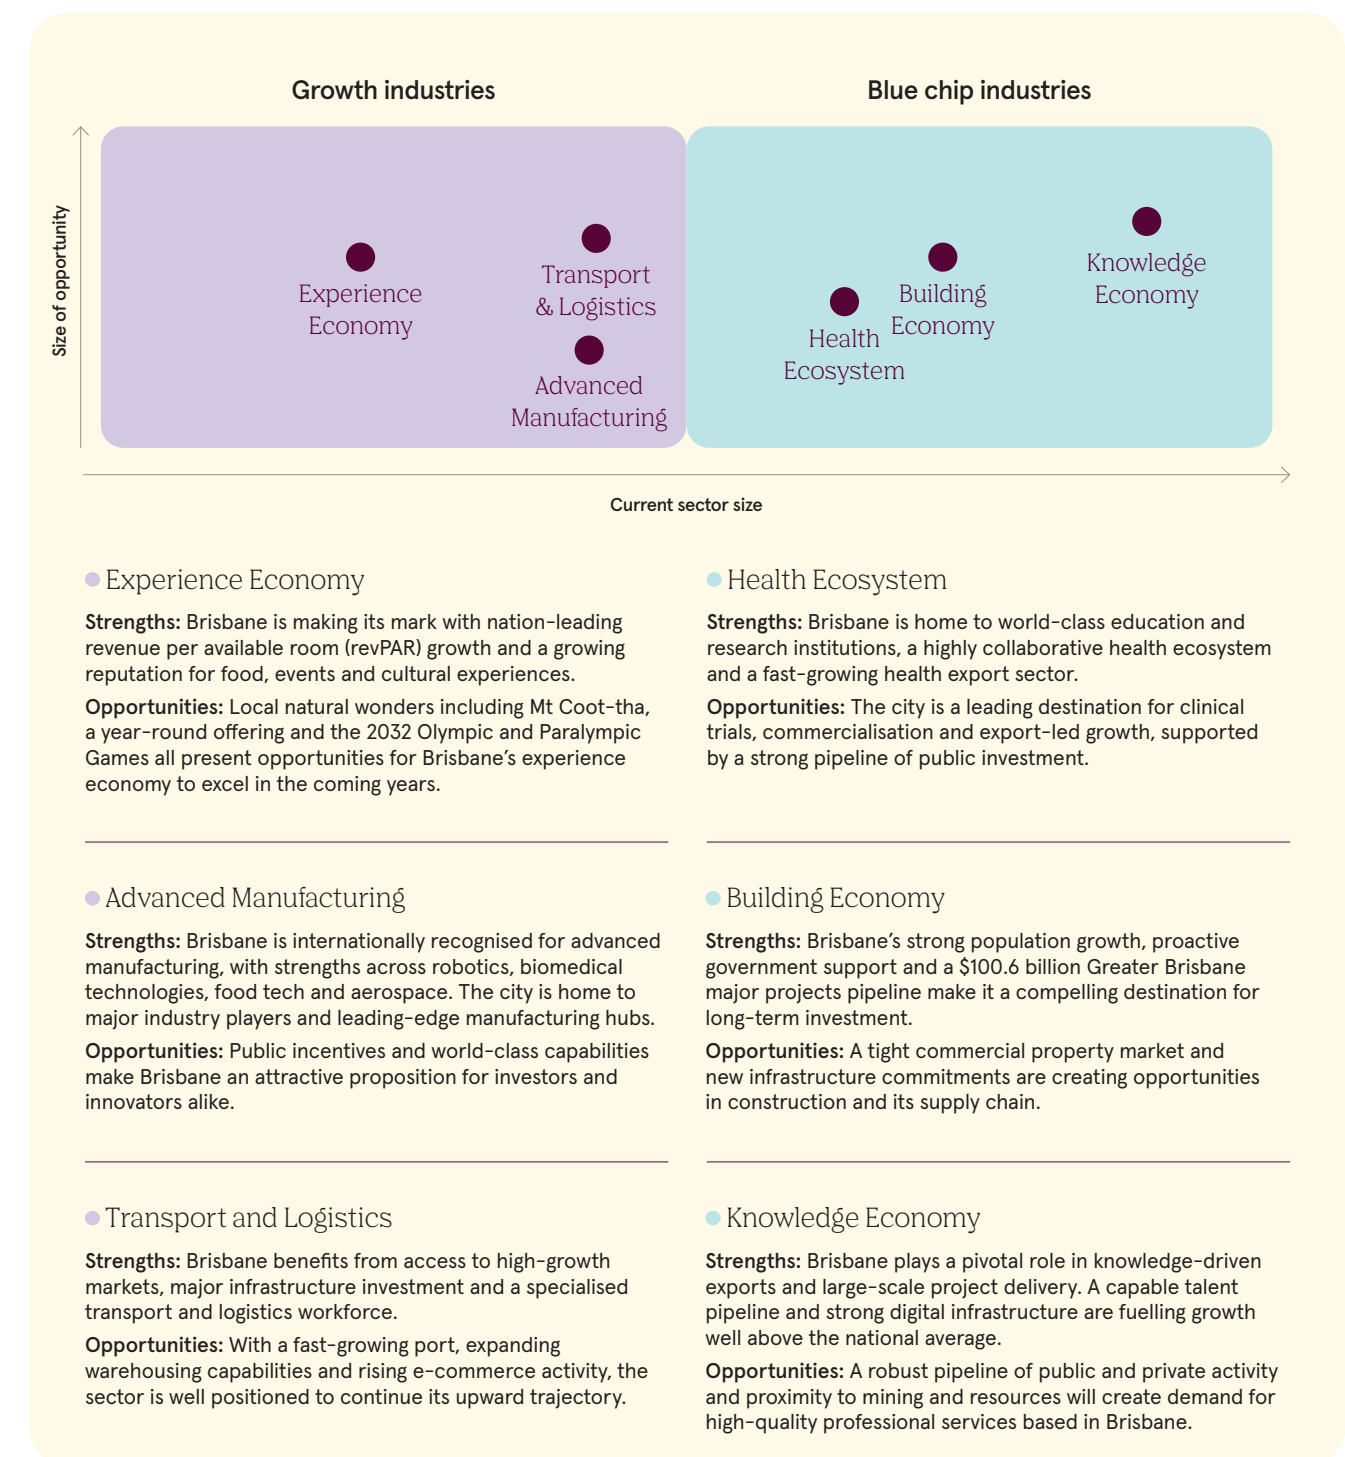 Growth industries
Blue chip industries
Size of opportunity
Experience
Economy
Transport
& Logistics
Advanced
Manufacturing
Health
Ecosystem
Building
Economy
Knowledge
Economy
Current sector size
Experience Economy
Strengths: Brisbane is making its mark with nation-leading
revenue per available room (revPAR) growth and a growing
reputation for food, events and cultural experiences.
Opportunities: Local natural wonders including Mt Coot-tha,
a year-round offering and the 2032 Olympic and Paralympic
Games all present opportunities for Brisbane’s experience
economy to excel in the coming years.
Health Ecosystem
Strengths: Brisbane is home to world-class education and
research institutions, a highly collaborative health ecosystem
and a fast-growing health export sector.
Opportunities: The city is a leading destination for clinical
trials, commercialisation and export-led growth, supported
by a strong pipeline of public investment.
Advanced Manufacturing
Strengths: Brisbane is internationally recognised for advanced
manufacturing, with strengths across robotics, biomedical
technologies, food tech and aerospace. The city is home to
major industry players and leading-edge manufacturing hubs.
Opportunities: Public incentives and world-class capabilities
make Brisbane an attractive proposition for investors and
innovators alike.
Building Economy
Strengths: Brisbane’s strong population growth, proactive
government support and a $100.6 billion Greater Brisbane
major projects pipeline make it a compelling destination for
long-term investment.
Opportunities: A tight commercial property market and
new infrastructure commitments are creating opportunities
in construction and its supply chain.
Transport and Logistics
Strengths: Brisbane benefits from access to high-growth
markets, major infrastructure investment and a specialised
transport and logistics workforce.
Opportunities: With a fast-growing port, expanding
warehousing capabilities and rising e-commerce activity, the
sector is well positioned to continue its upward trajectory.
Knowledge Economy
Strengths: Brisbane plays a pivotal role in knowledge-driven
exports and large-scale project delivery. A capable talent
pipeline and strong digital infrastructure are fuelling growth
well above the national average.
Opportunities: A robust pipeline of public and private activity
and proximity to mining and resources will create demand for
high-quality professional services based in Brisbane.